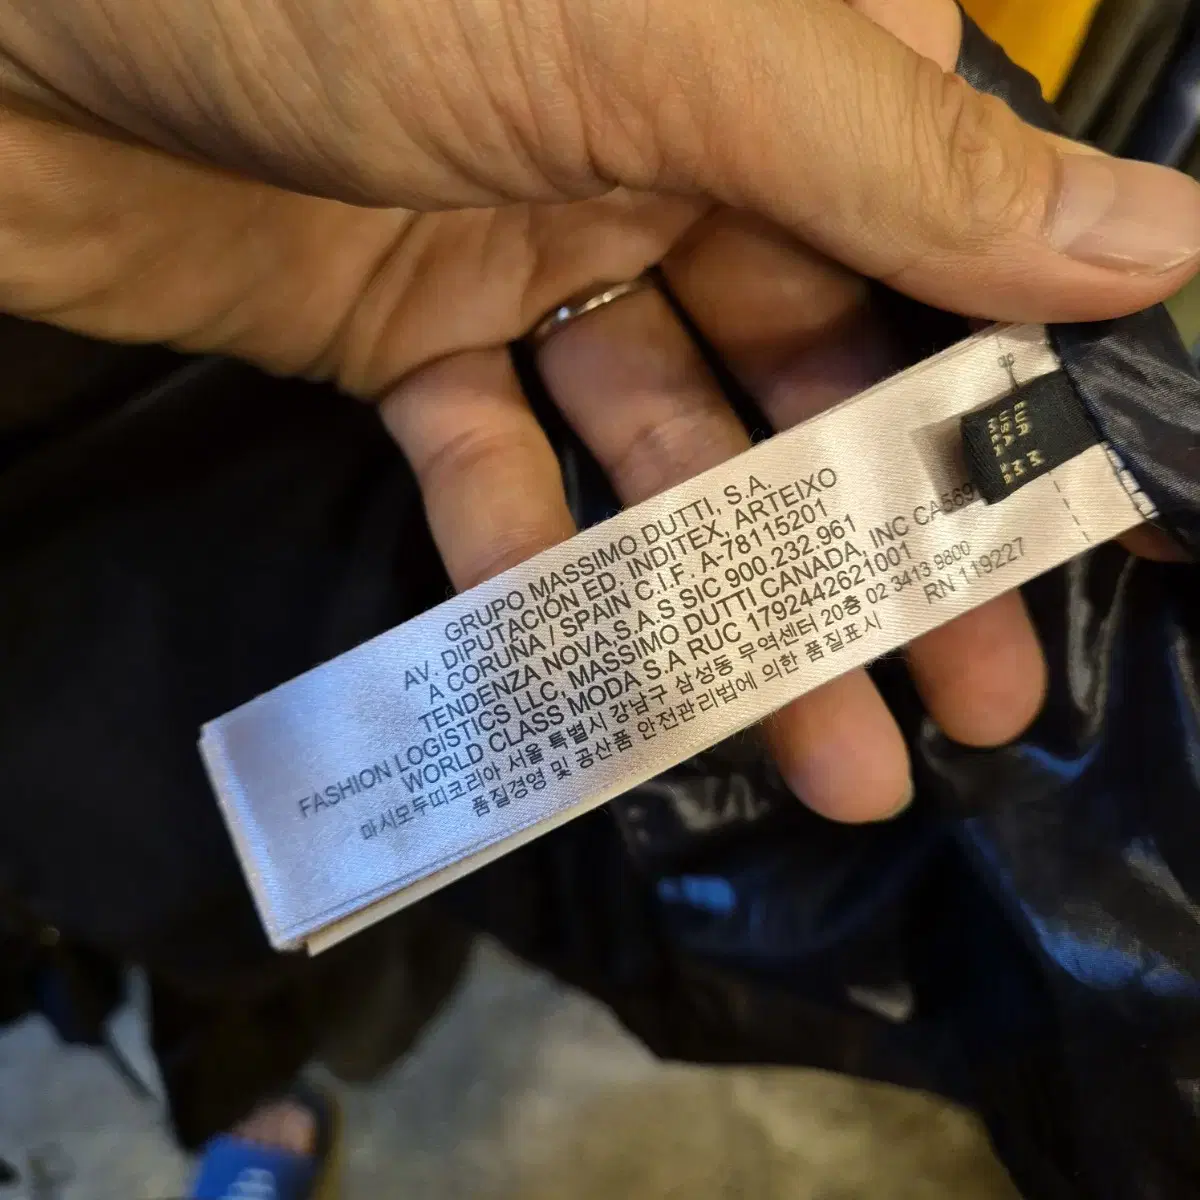 GRUPO MASSIMO DUTTI, S.A.
AV. DIPUTACIÓN ED. INDITEX, ARTEIXO
A CORUÑA / SPAIN C.I.F. A-78115201
TENDENZA NOVA,S.A.S SIC 900.232.961
FASHION LOGISTICS LLC, MASSIMO DUTTI CANADA, INC CA569
WORLD CLASS MODA S.A RUC 1792442621001
마시모두띠코리아 서울 특별시 강남구 삼성동 무역센터 20층 02 3413 9800
품질경영 및 공산품 안전관리법에 의한 품질표시
RN 119227
EUR M
USA M
MEX